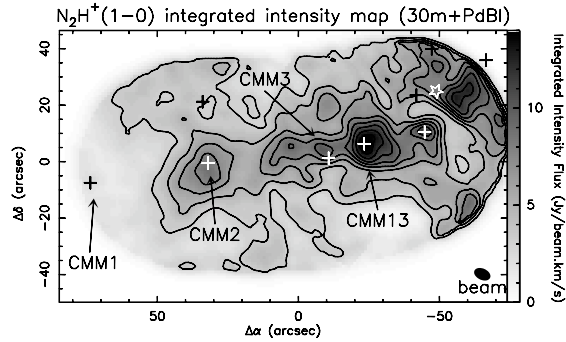 N₂H⁺(1-0) integrated intensity map (30m+PdBI)
40
20
0
-20
-40
Δδ (arcsec)
CMM3
CMM2
CMM1
CMM13
beam
50
0
-50
Δα (arcsec)
10
5
0
Integrated Intensity Flux (Jy/beam.km/s)